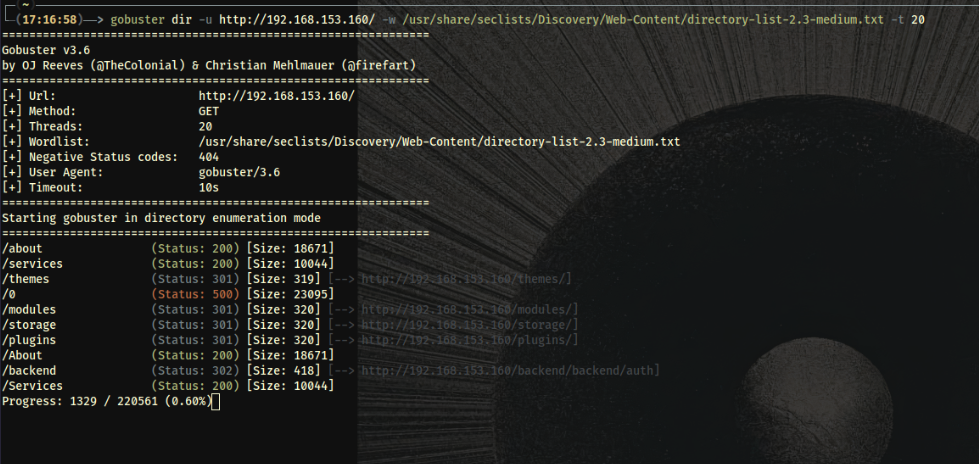 ~
(17:16:58)——> gobuster dir -u http://192.168.153.160/ -w /usr/share/seclists/Discovery/Web-Content/directory-list-2.3-medium.txt -t 20
===============================================================
Gobuster v3.6
by OJ Reeves (@TheColonial) & Christian Mehlmauer (@firefart)
===============================================================
[+] Url:                     http://192.168.153.160/
[+] Method:                  GET
[+] Threads:                 20
[+] Wordlist:                /usr/share/seclists/Discovery/Web-Content/directory-list-2.3-medium.txt
[+] Negative Status codes:   404
[+] User Agent:              gobuster/3.6
[+] Timeout:                 10s
===============================================================
Starting gobuster in directory enumeration mode
===============================================================
/about                (Status: 200) [Size: 18671]
/services             (Status: 200) [Size: 10044]
/themes               (Status: 301) [Size: 319] [--> http://192.168.153.160/themes/]
/0                    (Status: 500) [Size: 23095]
/modules              (Status: 301) [Size: 320] [--> http://192.168.153.160/modules/]
/storage              (Status: 301) [Size: 320] [--> http://192.168.153.160/storage/]
/plugins              (Status: 301) [Size: 320] [--> http://192.168.153.160/plugins/]
/About                (Status: 200) [Size: 18671]
/backend              (Status: 302) [Size: 418] [--> http://192.168.153.160/backend/backend/auth]
/Services             (Status: 200) [Size: 10044]
Progress: 1329 / 220561 (0.60%)